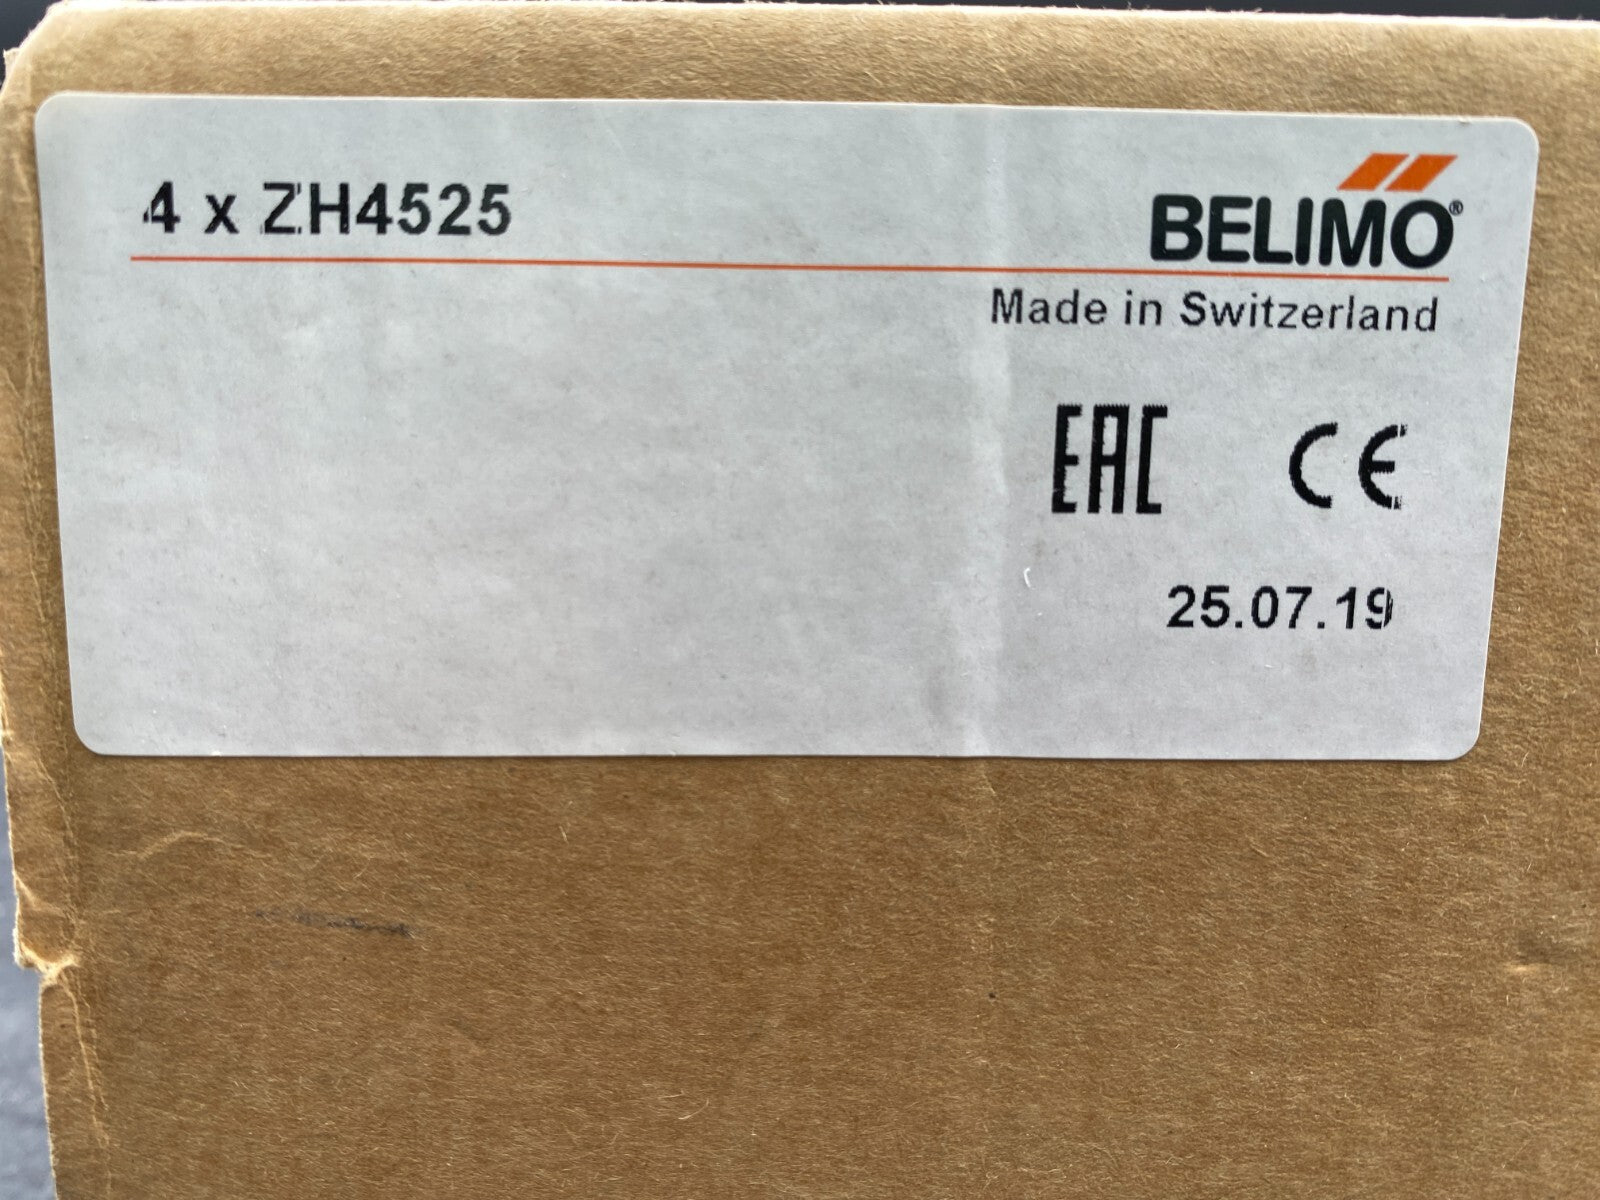 4 x ZH4525
BELIMO®
Made in Switzerland
EAC CE
25.07.19